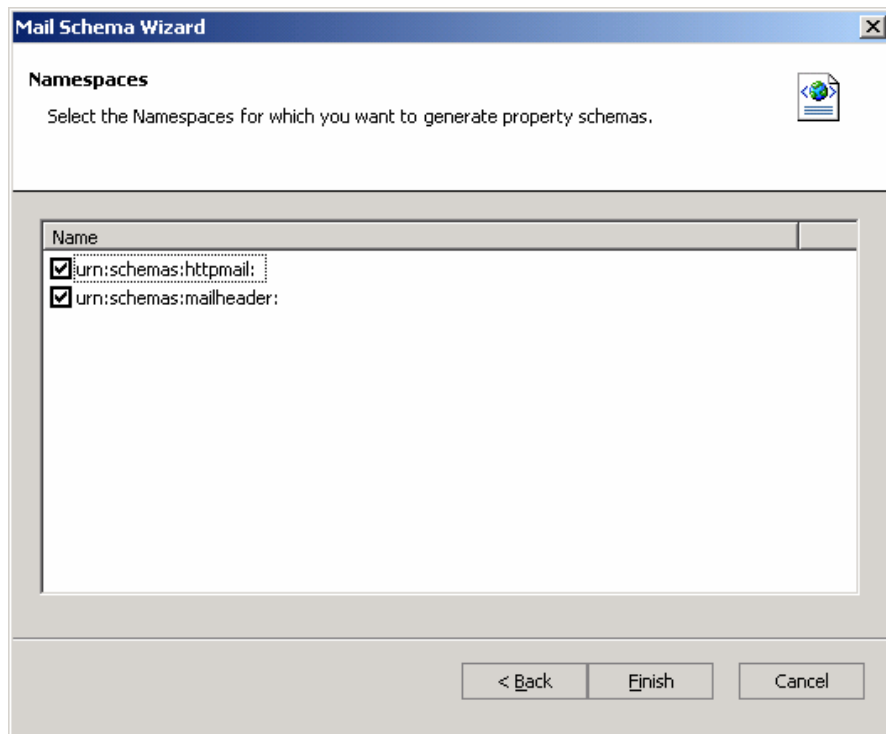 Mail Schema Wizard
Namespaces
Select the Namespaces for which you want to generate property schemas.
Name
urn:schemas:httpmail:
urn:schemas:mailheader:
< Back
Finish
Cancel